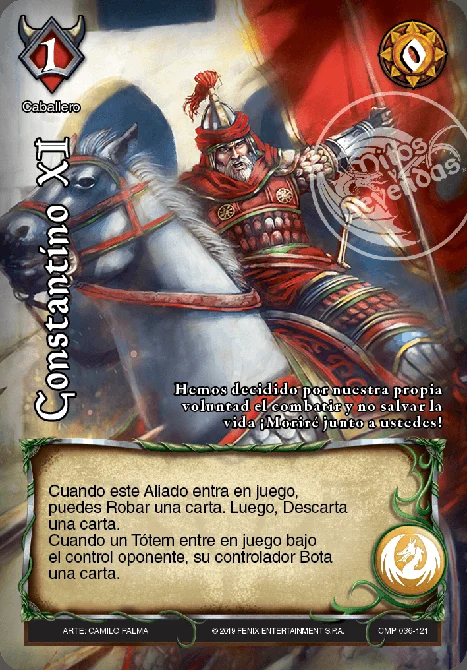 1
0
Caballero
Mitos
y
Leyendas
Constantino XI
Hemos decidido por nuestra propia
voluntad el combatir y no salvar la
vida ¡Moriré junto a ustedes!
Cuando este Aliado entra en juego,
puedes Robar una carta. Luego, Descarta
una carta.
Cuando un Tótem entre en juego bajo
el control oponente, su controlador Bota
una carta.
ARTE: CAMILO PALMA
© 2019 FENIX ENTERTAINMENT S.P.A.
CMP 036-121